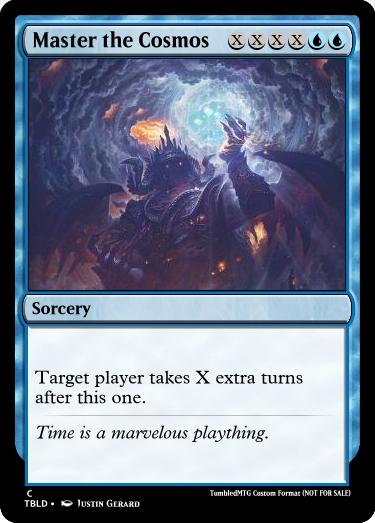 Master the Cosmos XXXX
Sorcery
Target player takes X extra turns
after this one.
Time is a marvelous plaything.
C
TBLD • Justin Gerard
TumbledMTG Custom Format (NOT FOR SALE)